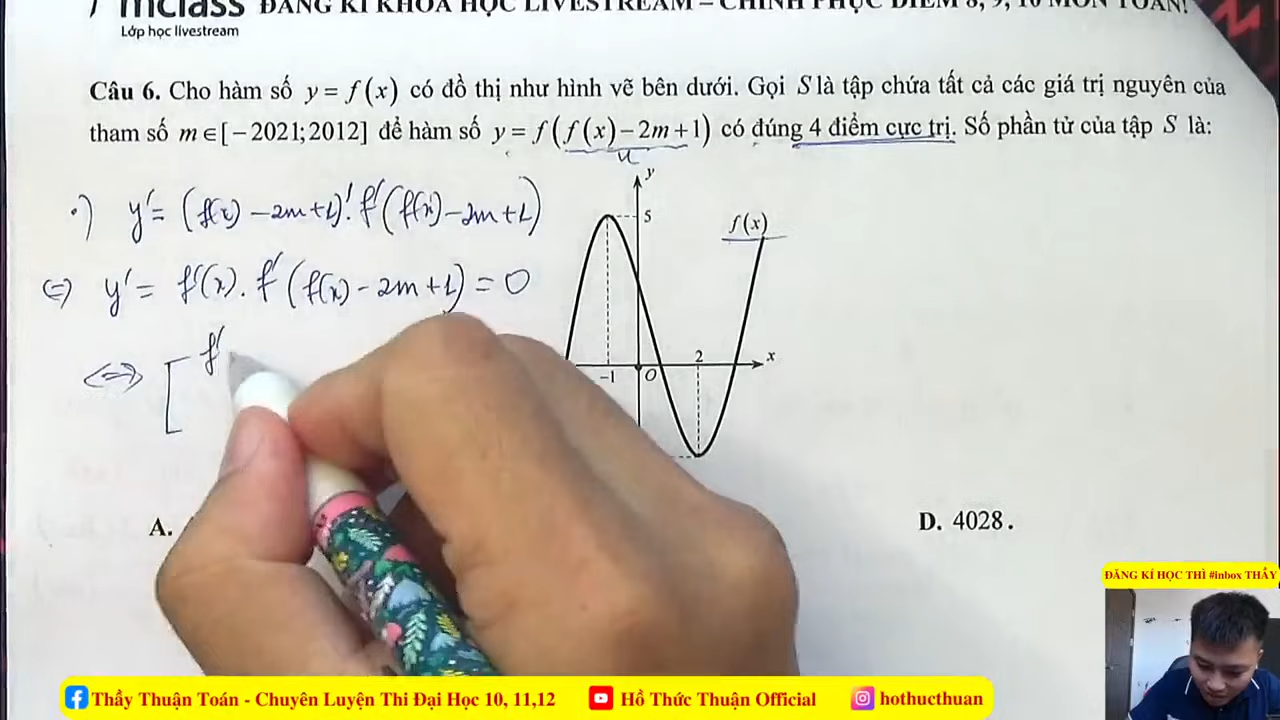 mclass ĐĂNG KÍ KHÓA HỌC LIVESTREAM – CHINH PHỤC ĐIỂM 8, 9, 10 MÔN TOÁN!
Lớp học livestream
Câu 6. Cho hàm số y = f(x) có đồ thị như hình vẽ bên dưới. Gọi S là tập chứa tất cả các giá trị nguyên của
tham số m ∈ [−2021; 2012] để hàm số y = f(f(x)−2m+1) có đúng 4 điểm cực trị. Số phần tử của tập S là:
u
•) y' = (f(x) − 2m + 1)'. f'(f(x) − 2m + 1)
⇔ y' = f'(x). f'(f(x) − 2m + 1) = 0
⇔ [ f'
y
5
f(x)
−1
O
2
x
A.
D. 4028.
ĐĂNG KÍ HỌC THÌ #inbox THẦY
Thầy Thuận Toán - Chuyên Luyện Thi Đại Học 10, 11,12
Hồ Thức Thuận Official
hothucthuan